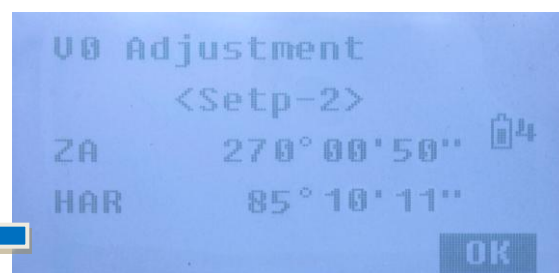 V0 Adjustment
<Setp-2>
ZA 270°00'50"
4
HAR 85°10'11"
OK